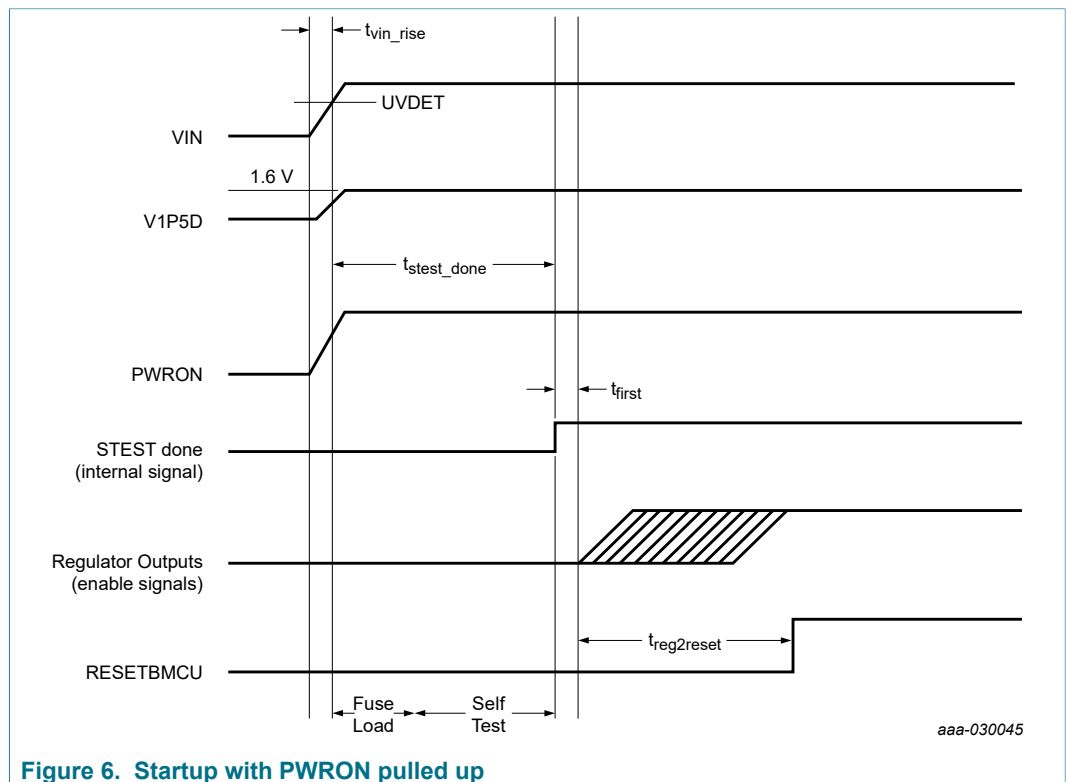 tvin_rise
UVDET
VIN
1.6 V
V1P5D
tstest_done
PWRON
tfirst
STEST done
(internal signal)
Regulator Outputs
(enable signals)
treg2reset
RESETBMCU
Fuse
Load
Self
Test
aaa-030045
Figure 6. Startup with PWRON pulled up